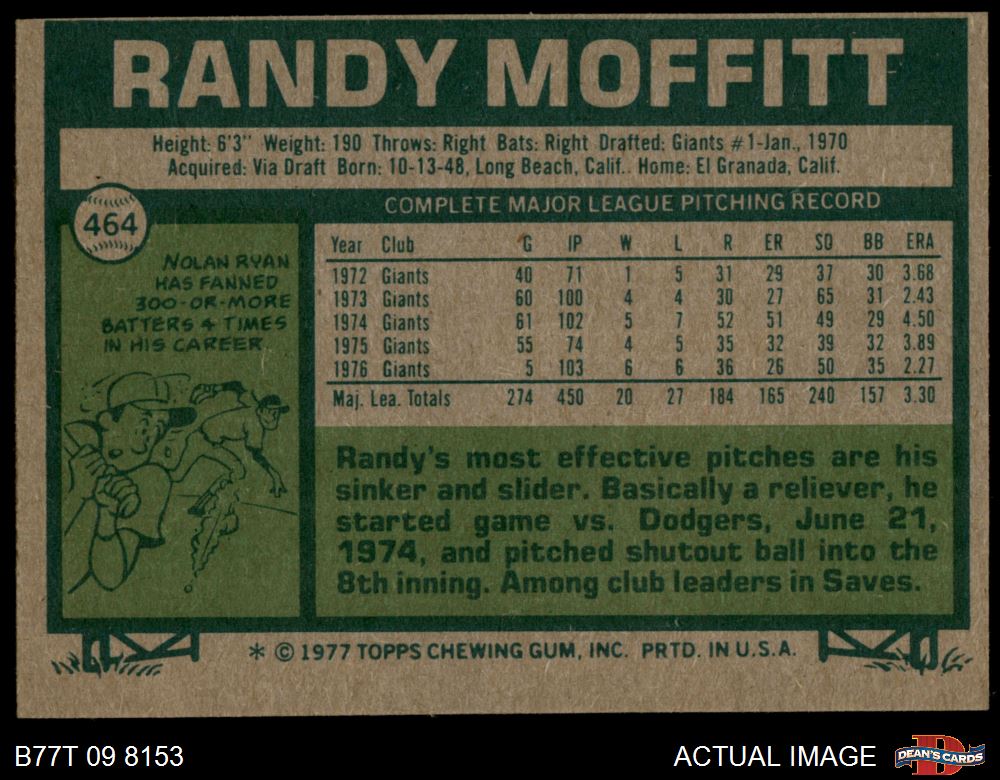 RANDY MOFFITT
Height: 6'3" Weight: 190 Throws: Right Bats: Right Drafted: Giants #1-Jan., 1970
Acquired: Via Draft Born: 10-13-48, Long Beach, Calif.. Home: El Granada, Calif.
464
NOLAN RYAN
HAS FANNED
300-OR-MORE
BATTERS 4 TIMES
IN HIS CAREER.
COMPLETE MAJOR LEAGUE PITCHING RECORD
Year Club G IP W L R ER SO BB ERA
1972 Giants 40 71 1 5 31 29 37 30 3.68
1973 Giants 60 100 4 4 30 27 65 31 2.43
1974 Giants 61 102 5 7 52 51 49 29 4.50
1975 Giants 55 74 4 5 35 32 39 32 3.89
1976 Giants 5 103 6 6 36 26 50 35 2.27
Maj. Lea. Totals 274 450 20 27 184 165 240 157 3.30
Randy's most effective pitches are his
sinker and slider. Basically a reliever, he
started game vs. Dodgers, June 21,
1974, and pitched shutout ball into the
8th inning. Among club leaders in Saves.
* © 1977 TOPPS CHEWING GUM, INC. PRTD. IN U.S.A.
B77T 09 8153
ACTUAL IMAGE
D
DEAN'S CARDS